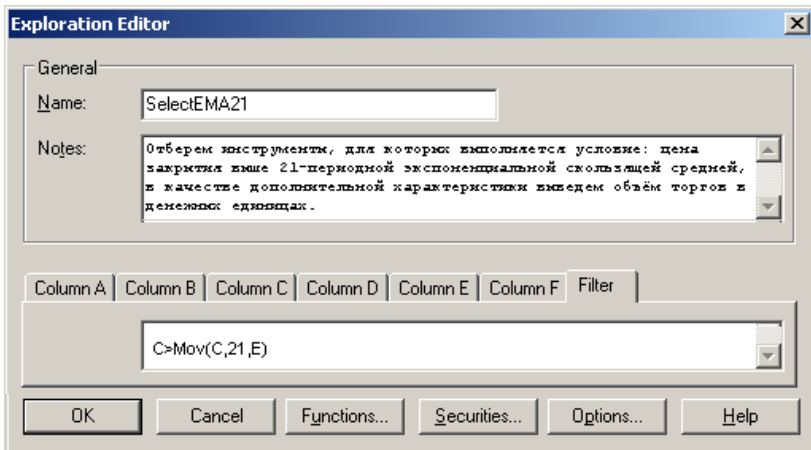 Exploration Editor
General
Name:
SelectEMA21
Notes:
Отберем инструменты, для которых выполняется условие: цена
закрытия выше 21-периодной экспоненциальной скользящей средней,
в качестве дополнительной характеристики выведем объём торгов в
денежных единицах.
Column A Column B Column C Column D Column E Column F Filter
C>Mov(C,21,E)
OK Cancel Functions... Securities... Options... Help